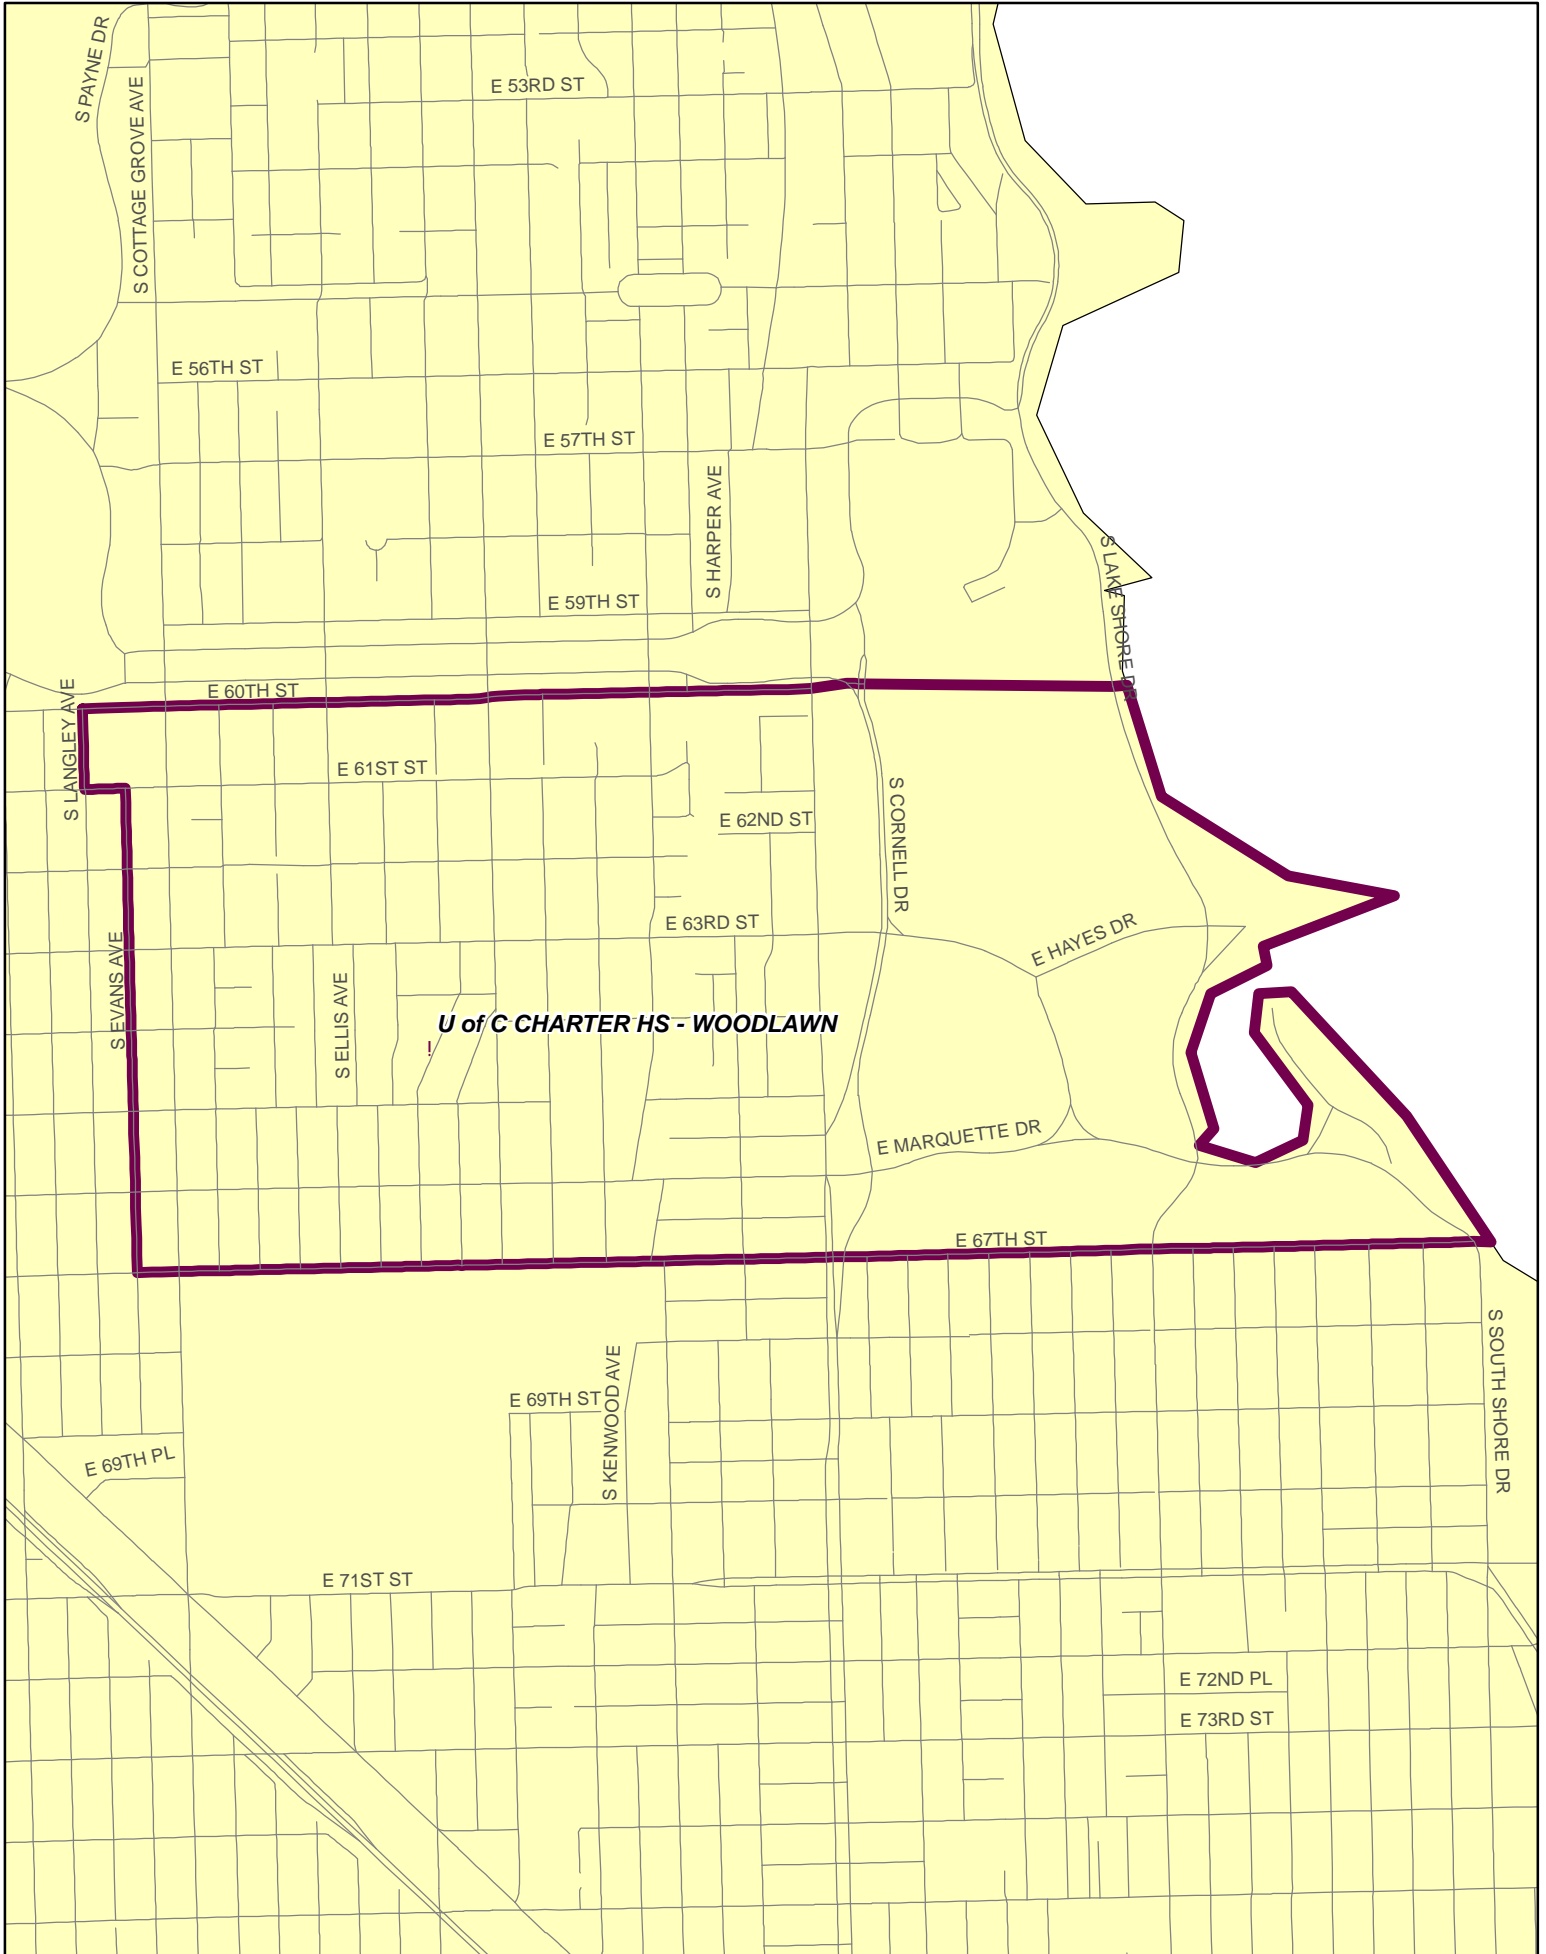 S PAYNE DR
S COTTAGE GROVE AVE
E 53RD ST
E 56TH ST
E 57TH ST
S HARPER AVE
E 59TH ST
S LAKE SHORE DR
E 60TH ST
S LANGLEY AVE
E 61ST ST
E 62ND ST
S CORNELL DR
E 63RD ST
E HAYES DR
S EVANS AVE
S ELLIS AVE
U of C CHARTER HS - WOODLAWN
!
E MARQUETTE DR
E 67TH ST
S SOUTH SHORE DR
S KENWOOD AVE
E 69TH ST
E 69TH PL
E 71ST ST
E 72ND PL
E 73RD ST